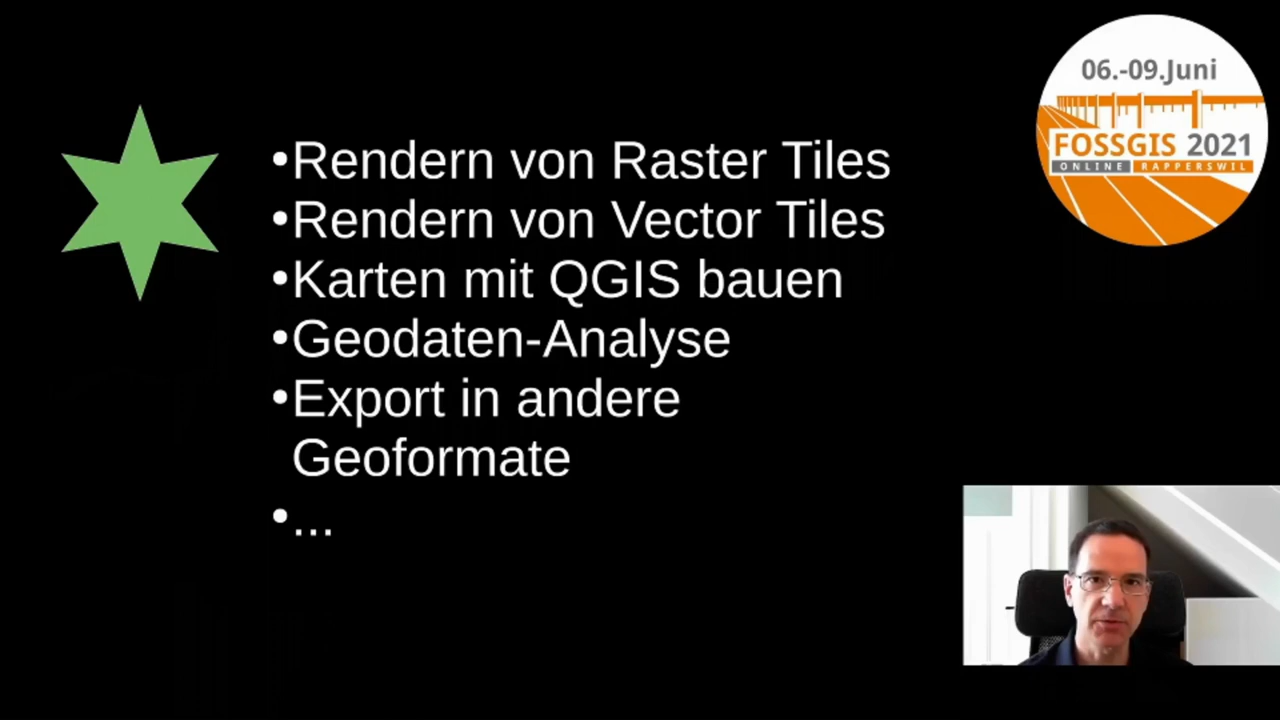 •Rendern von Raster Tiles
•Rendern von Vector Tiles
•Karten mit QGIS bauen
•Geodaten-Analyse
•Export in andere
Geoformate
•...
06.-09.Juni
FOSSGIS 2021
ONLINE RAPPERSWIL